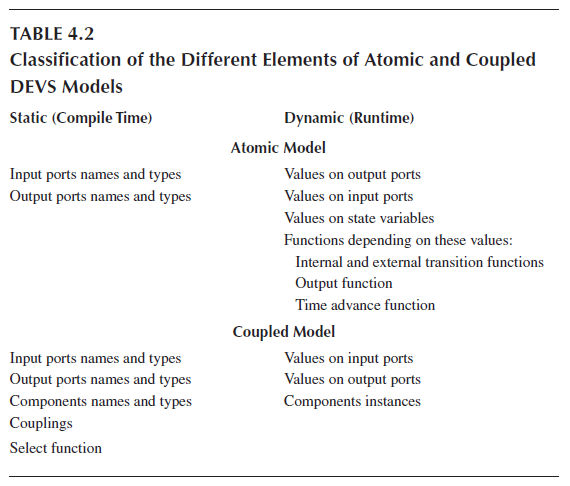 TABLE 4.2
Classification of the Different Elements of Atomic and Coupled
DEVS Models
Static (Compile Time) Dynamic (Runtime)
Atomic Model
Input ports names and types Values on output ports
Output ports names and types Values on input ports
Values on state variables
Functions depending on these values:
Internal and external transition functions
Output function
Time advance function
Coupled Model
Input ports names and types Values on input ports
Output ports names and types Values on output ports
Components names and types Components instances
Couplings
Select function